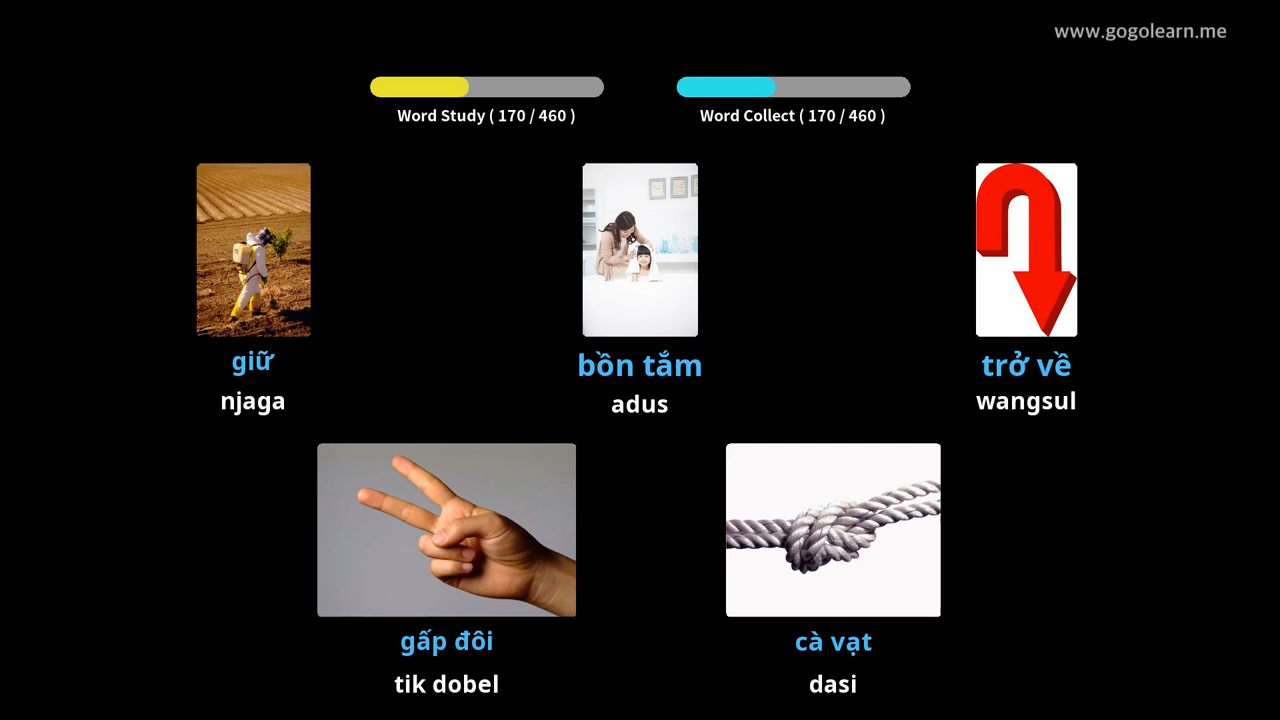 www.gogolearn.me
Word Study ( 170 / 460 )
Word Collect ( 170 / 460 )
giữ
njaga
bồn tắm
adus
trở về
wangsul
gấp đôi
tik dobel
cà vạt
dasi